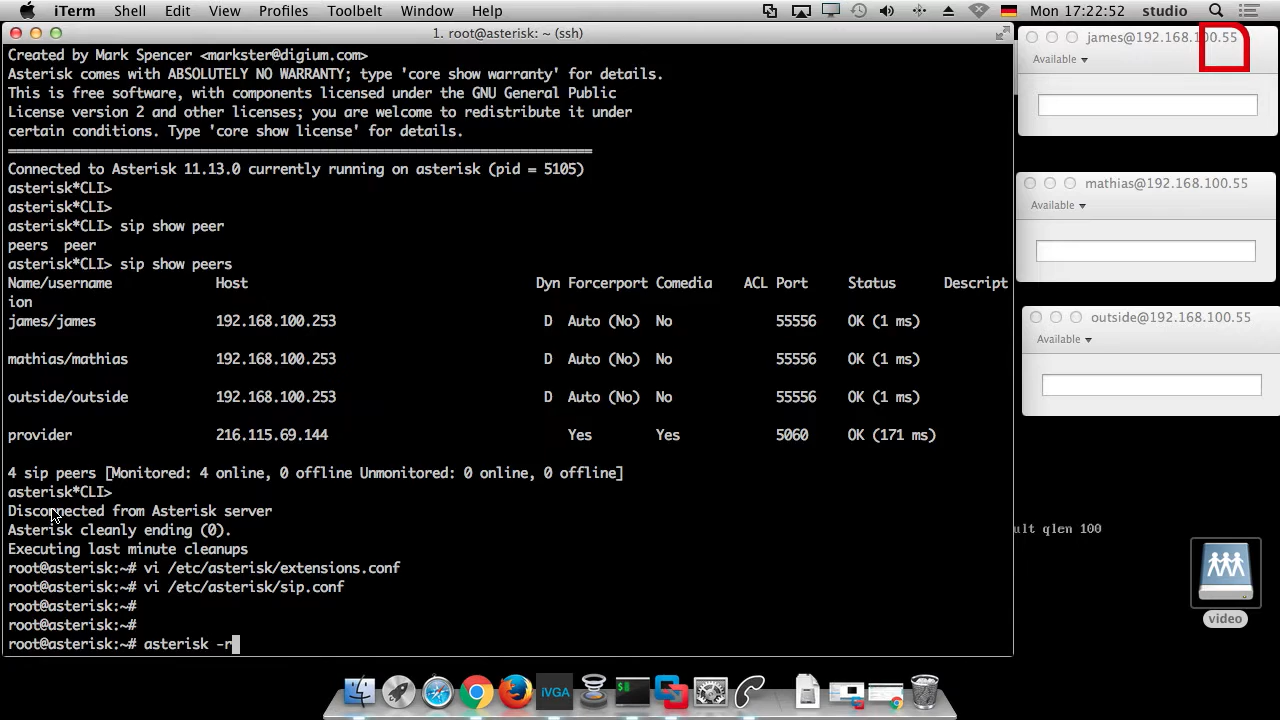 iTerm Shell Edit View Profiles Toolbelt Window Help Mon 17:22:52 studio
1. root@asterisk: ~ (ssh)
Created by Mark Spencer <markster@digium.com>
Asterisk comes with ABSOLUTELY NO WARRANTY; type 'core show warranty' for details.
This is free software, with components licensed under the GNU General Public
License version 2 and other licenses; you are welcome to redistribute it under
certain conditions. Type 'core show license' for details.
Connected to Asterisk 11.13.0 currently running on asterisk (pid = 5105)
asterisk*CLI>
asterisk*CLI>
asterisk*CLI> sip show peer
peers  peer
asterisk*CLI> sip show peers
Name/username Host Dyn Forcerport Comedia ACL Port Status Descript
ion
james/james 192.168.100.253 D Auto (No) No 55556 OK (1 ms)
mathias/mathias 192.168.100.253 D Auto (No) No 55556 OK (1 ms)
outside/outside 192.168.100.253 D Auto (No) No 55556 OK (1 ms)
provider 216.115.69.144 Yes Yes 5060 OK (171 ms)
4 sip peers [Monitored: 4 online, 0 offline Unmonitored: 0 online, 0 offline]
asterisk*CLI>
Disconnected from Asterisk server
Asterisk cleanly ending (0).
Executing last minute cleanups
root@asterisk:~# vi /etc/asterisk/extensions.conf
root@asterisk:~# vi /etc/asterisk/sip.conf
root@asterisk:~#
root@asterisk:~#
root@asterisk:~# asterisk -r
james@192.168.100.55
Available
mathias@192.168.100.55
Available
outside@192.168.100.55
Available
ult qlen 100
video
iVGA